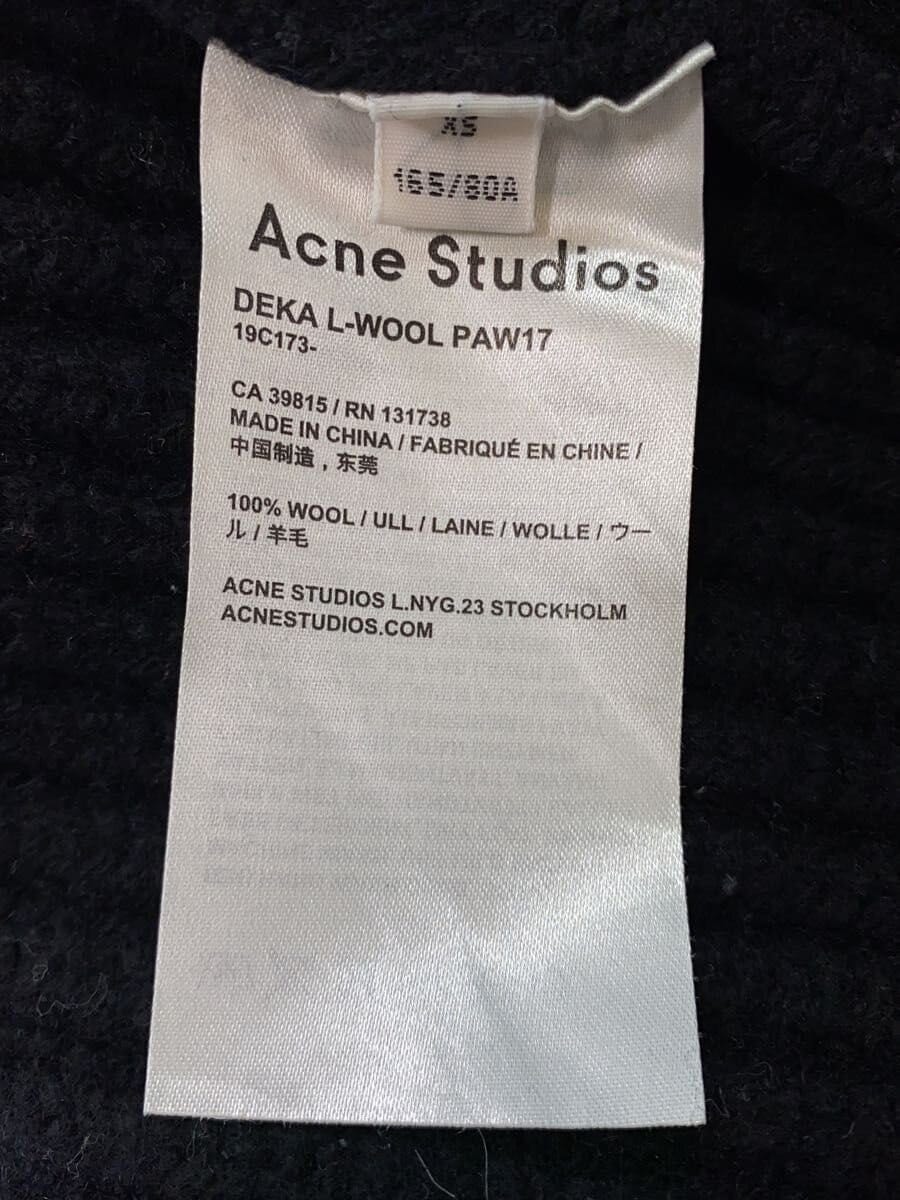 XS
165/80A
Acne Studios
DEKA L-WOOL PAW17
19C173-
CA 39815 / RN 131738
MADE IN CHINA / FABRIQUÉ EN CHINE /
中国制造，东莞
100% WOOL / ULL / LAINE / WOLLE / ウー
ル / 羊毛
ACNE STUDIOS L.NYG.23 STOCKHOLM
ACNESTUDIOS.COM